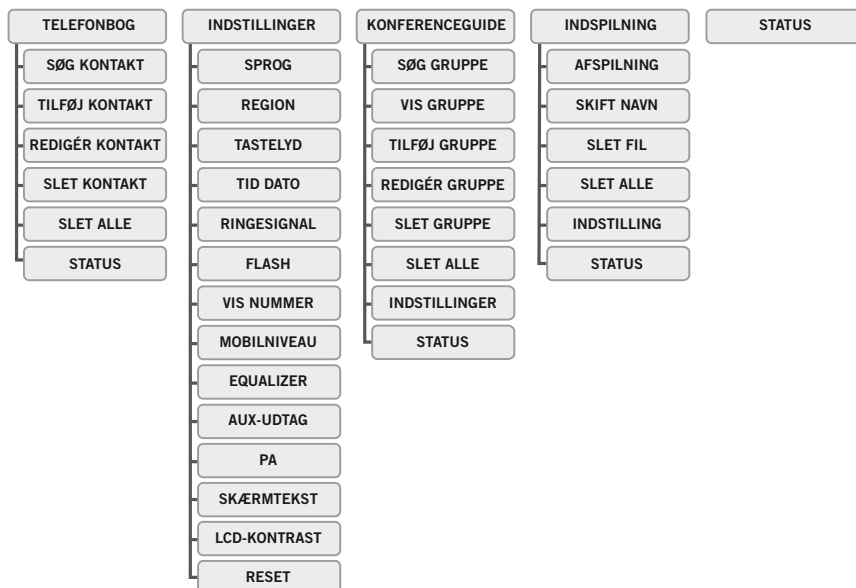 TELEFONBOG
SØG KONTAKT
TILFØJ KONTAKT
REDIGÉR KONTAKT
SLET KONTAKT
SLET ALLE
STATUS
INDSTILLINGER
SPROG
REGION
TASTELYD
TID DATO
RINGESIGNAL
FLASH
VIS NUMMER
MOBILNIVEAU
EQUALIZER
AUX-UDTAG
PA
SKÆRMTEKST
LCD-KONTRAST
RESET
KONFERENCEGUIDE
SØG GRUPPE
VIS GRUPPE
TILFØJ GRUPPE
REDIGÉR GRUPPE
SLET GRUPPE
SLET ALLE
INDSTILLINGER
STATUS
INDSPILNING
AFSPILNING
SKIFT NAVN
SLET FIL
SLET ALLE
INDSTILLING
STATUS
STATUS